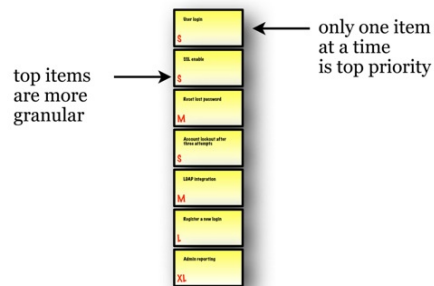 User login
S
only one item
at a time
is top priority
SSL enable
S
top items
are more
granular
Reset lost password
M
Account lockout after
three attempts
S
LDAP integration
M
Register a new login
L
Admin reporting
XL